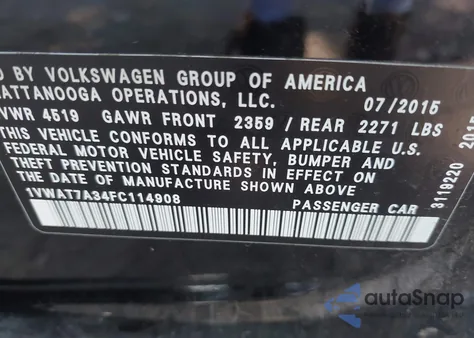 D BY VOLKSWAGEN GROUP OF AMERICA
ATTANOOGA OPERATIONS, LLC. 07/2015
VWR 4519 GAWR FRONT 2359 / REAR 2271 LBS
THIS VEHICLE CONFORMS TO ALL APPLICABLE U.S.
FEDERAL MOTOR VEHICLE SAFETY, BUMPER AND
THEFT PREVENTION STANDARDS IN EFFECT ON
THE DATE OF MANUFACTURE SHOWN ABOVE.
1VWAT7A34FC114908 PASSENGER CAR
3119220 2015
autoSnap